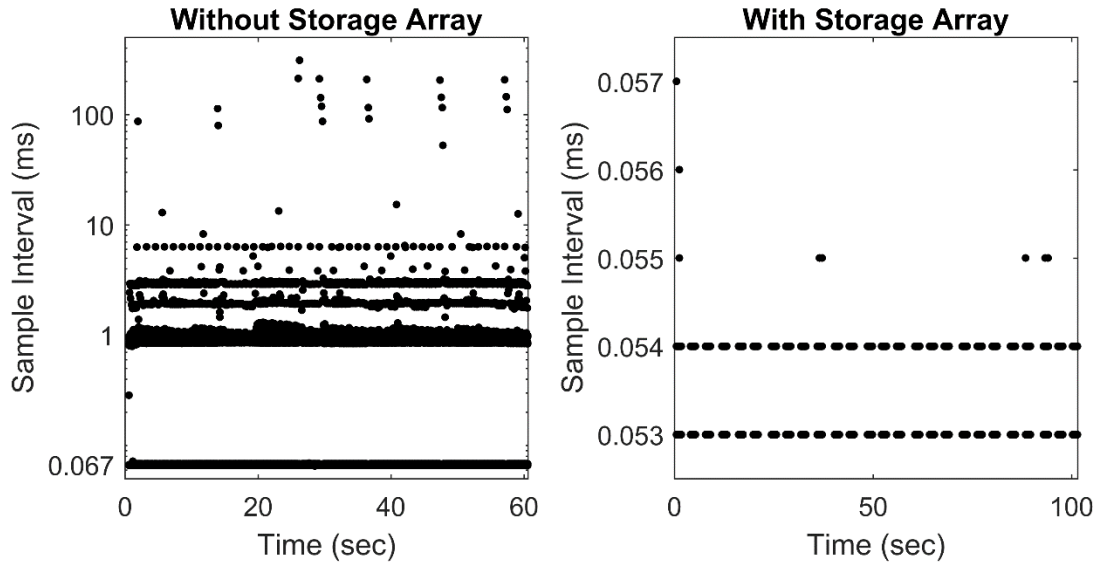 Without Storage Array
Sample Interval (ms)
100
10
1
0.067
0
20
40
60
Time (sec)
With Storage Array
Sample Interval (ms)
0.057
0.056
0.055
0.054
0.053
0
50
100
Time (sec)